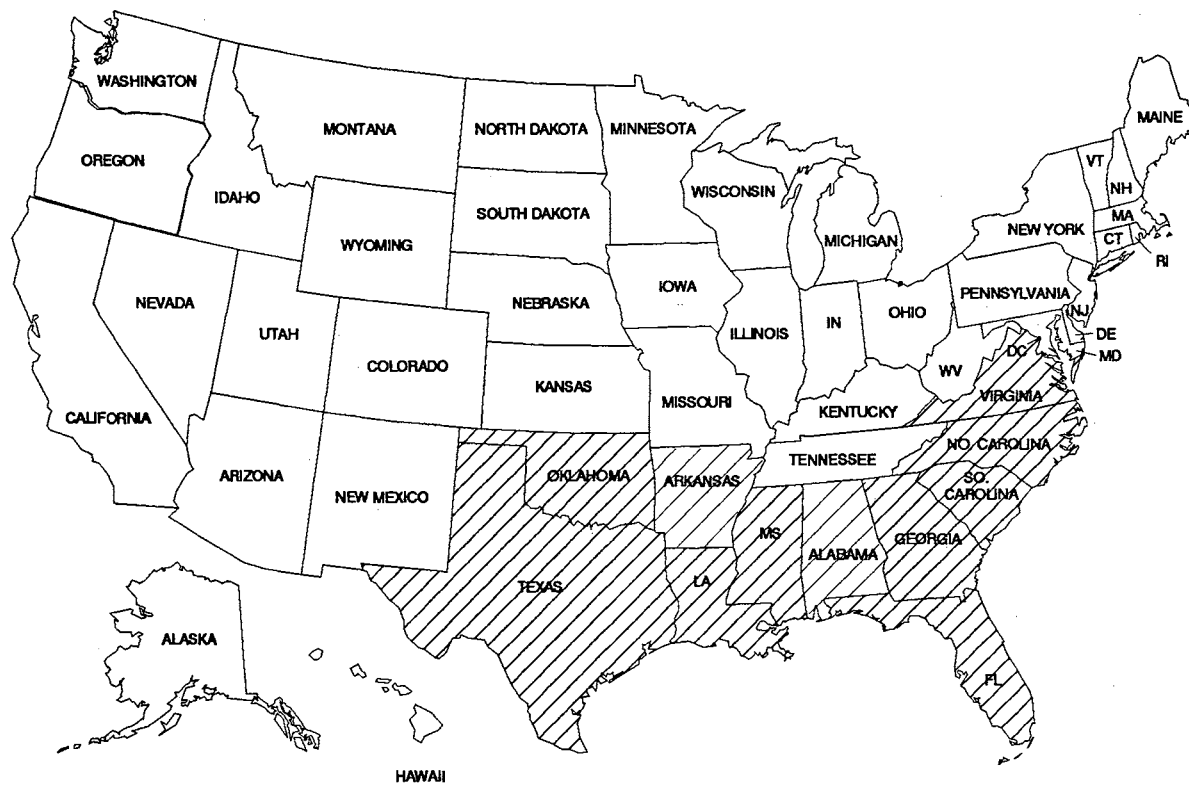 WASHINGTON
MAINE
MONTANA
NORTH DAKOTA
MINNESOTA
OREGON
VT
NH
IDAHO
WISCONSIN
SOUTH DAKOTA
MA
NEW YORK
CT
WYOMING
MICHIGAN
RI
IOWA
PENNSYLVANIA
NEVADA
NEBRASKA
NJ
OHIO
ILLINOIS
IN
UTAH
DE
DC
MD
COLORADO
WV
KANSAS
VIRGINIA
MISSOURI
KENTUCKY
CALIFORNIA
NO. CAROLINA
TENNESSEE
ARIZONA
OKLAHOMA
ARKANSAS
SO.
CAROLINA
NEW MEXICO
MS
GEORGIA
ALABAMA
TEXAS
LA
ALASKA
FL
HAWAII